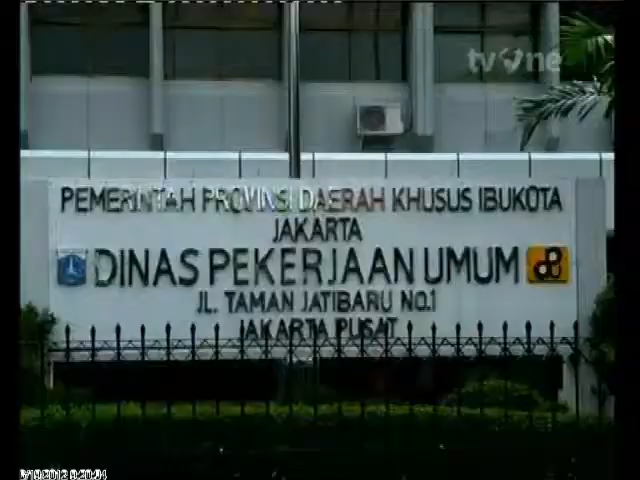 tvOne
PEMERINTAH PROVINSI DAERAH KHUSUS IBUKOTA
JAKARTA
DINAS PEKERJAAN UMUM
JL. TAMAN JATIBARU NO.1
JAKARTA PUSAT